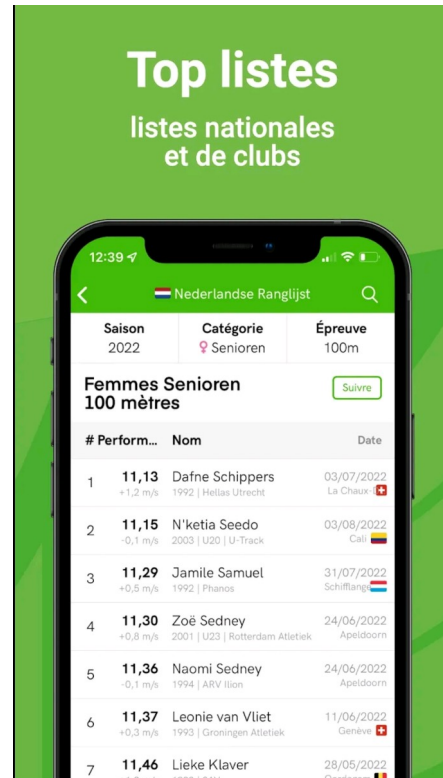 Top listes
listes nationales
et de clubs
12:39
Nederlandse Ranglijst
Saison Catégorie Épreuve
2022 ♀ Senioren 100m
Femmes Senioren
100 mètres
Suivre
# Perform... Nom Date
1 11,13 Dafne Schippers 03/07/2022
+1,2 m/s 1992 | Hellas Utrecht La Chaux-
2 11,15 N'ketia Seedo 03/08/2022
-0,1 m/s 2003 | U20 | U-Track Cali
3 11,29 Jamile Samuel 31/07/2022
+0,5 m/s 1992 | Phanos Schifflange
4 11,30 Zoë Sedney 24/06/2022
+0,8 m/s 2001 | U23 | Rotterdam Atletiek Apeldoorn
5 11,36 Naomi Sedney 24/06/2022
-0,1 m/s 1994 | ARV Ilion Apeldoorn
6 11,37 Leonie van Vliet 11/06/2022
+0,3 m/s 1993 | Groningen Atletiek Genève
7 11,46 Lieke Klaver 28/05/2022